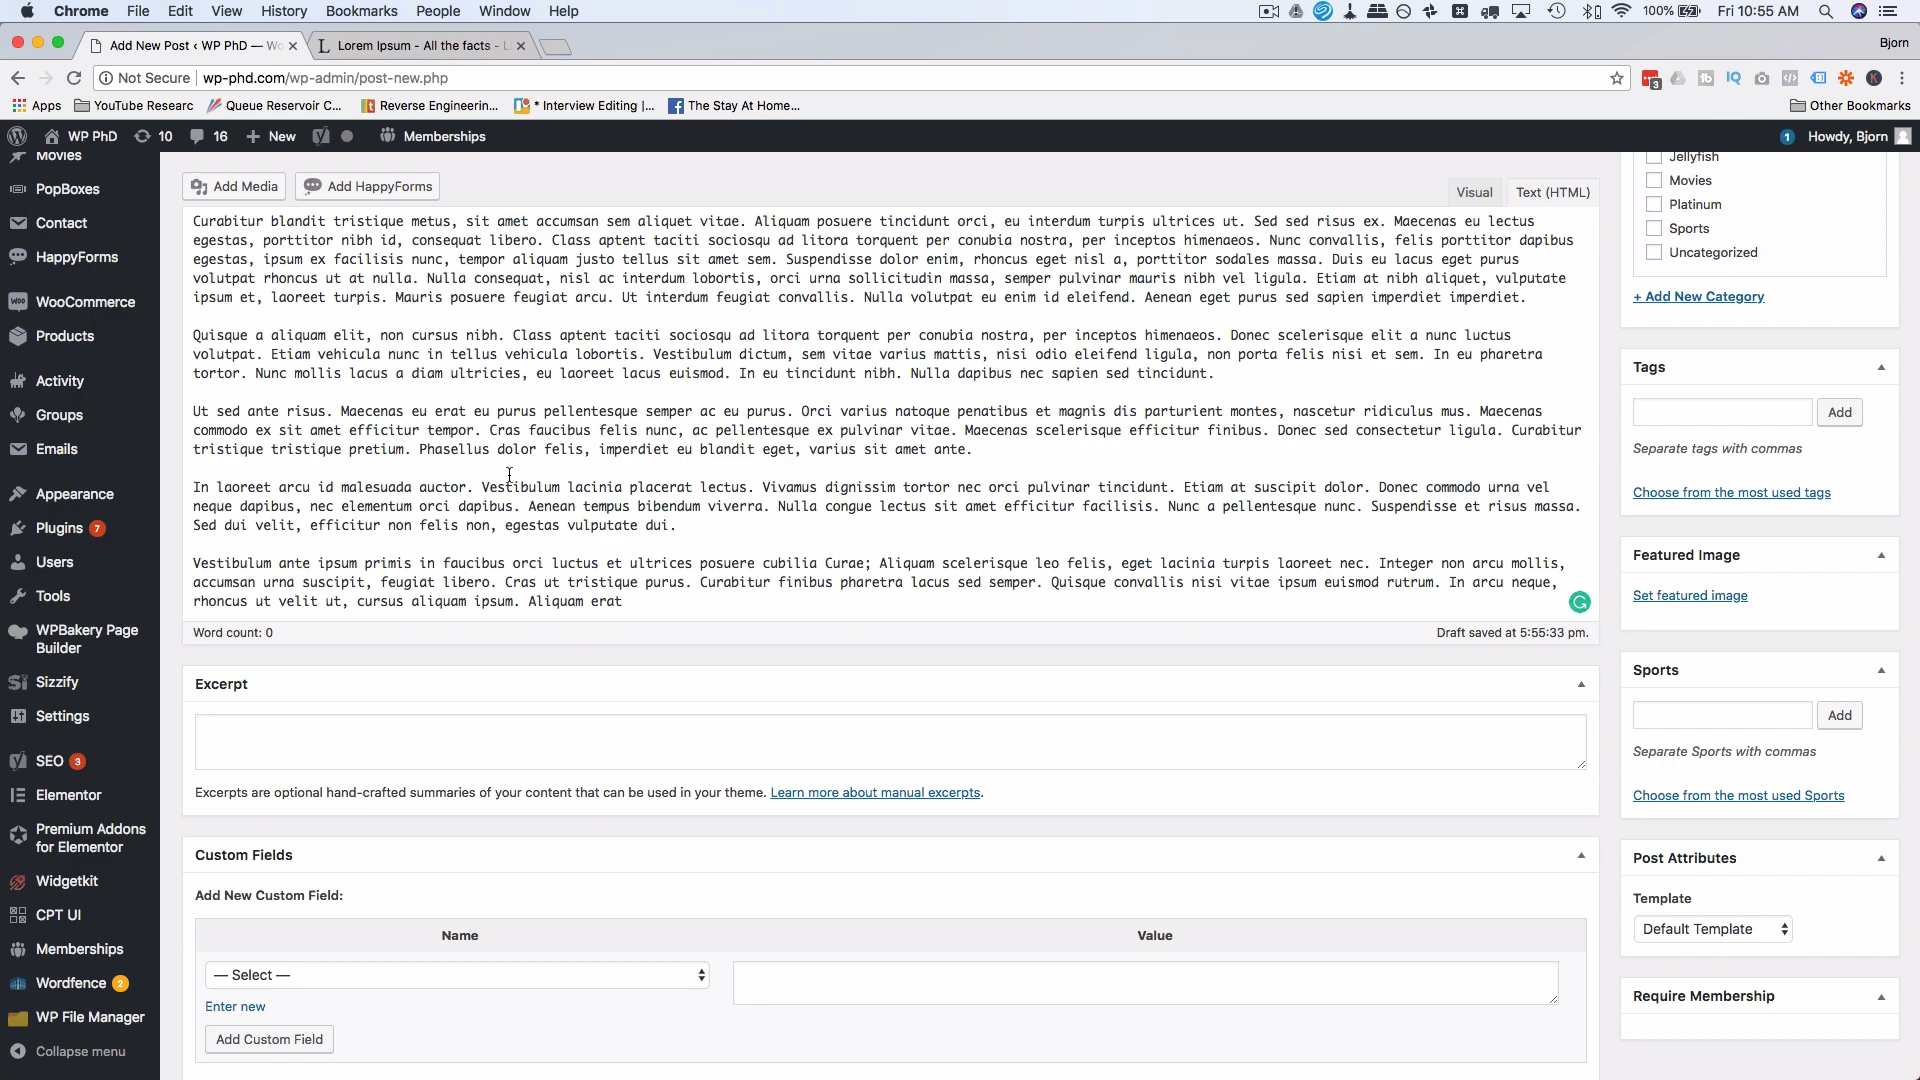 Chrome File Edit View History Bookmarks People Window Help
100% Fri 10:55 AM
Add New Post ‹ WP PhD — Wo
Lorem Ipsum - All the facts - L
Bjorn
Not Secure wp-phd.com/wp-admin/post-new.php
3
Apps YouTube Researc Queue Reservoir C... Reverse Engineerin... * Interview Editing |... The Stay At Home... Other Bookmarks
WP PhD 10 16 + New Memberships 1 Howdy, Bjorn
Movies
PopBoxes
Contact
HappyForms
WooCommerce
Products
Activity
Groups
Emails
Appearance
Plugins 7
Users
Tools
WPBakery Page
Builder
Sizzify
Settings
SEO 3
Elementor
Premium Addons
for Elementor
Widgetkit
CPT UI
Memberships
Wordfence 2
WP File Manager
Collapse menu
Add Media Add HappyForms
Visual Text (HTML)
Curabitur blandit tristique metus, sit amet accumsan sem aliquet vitae. Aliquam posuere tincidunt orci, eu interdum turpis ultrices ut. Sed sed risus ex. Maecenas eu lectus
egestas, porttitor nibh id, consequat libero. Class aptent taciti sociosqu ad litora torquent per conubia nostra, per inceptos himenaeos. Nunc convallis, felis porttitor dapibus
egestas, ipsum ex facilisis nunc, tempor aliquam justo tellus sit amet sem. Suspendisse dolor enim, rhoncus eget nisl a, porttitor sodales massa. Duis eu lacus eget purus
volutpat rhoncus ut at nulla. Nulla consequat, nisl ac interdum lobortis, orci urna sollicitudin massa, semper pulvinar mauris nibh vel ligula. Etiam at nibh aliquet, vulputate
ipsum et, laoreet turpis. Mauris posuere feugiat arcu. Ut interdum feugiat convallis. Nulla volutpat eu enim id eleifend. Aenean eget purus sed sapien imperdiet imperdiet.
Quisque a aliquam elit, non cursus nibh. Class aptent taciti sociosqu ad litora torquent per conubia nostra, per inceptos himenaeos. Donec scelerisque elit a nunc luctus
volutpat. Etiam vehicula nunc in tellus vehicula lobortis. Vestibulum dictum, sem vitae varius mattis, nisi odio eleifend ligula, non porta felis nisi et sem. In eu pharetra
tortor. Nunc mollis lacus a diam ultricies, eu laoreet lacus euismod. In eu tincidunt nibh. Nulla dapibus nec sapien sed tincidunt.
Ut sed ante risus. Maecenas eu erat eu purus pellentesque semper ac eu purus. Orci varius natoque penatibus et magnis dis parturient montes, nascetur ridiculus mus. Maecenas
commodo ex sit amet efficitur tempor. Cras faucibus felis nunc, ac pellentesque ex pulvinar vitae. Maecenas scelerisque efficitur finibus. Donec sed consectetur ligula. Curabitur
tristique tristique pretium. Phasellus dolor felis, imperdiet eu blandit eget, varius sit amet ante.
In laoreet arcu id malesuada auctor. Vestibulum lacinia placerat lectus. Vivamus dignissim tortor nec orci pulvinar tincidunt. Etiam at suscipit dolor. Donec commodo urna vel
neque dapibus, nec elementum orci dapibus. Aenean tempus bibendum viverra. Nulla congue lectus sit amet efficitur facilisis. Nunc a pellentesque nunc. Suspendisse et risus massa.
Sed dui velit, efficitur non felis non, egestas vulputate dui.
Vestibulum ante ipsum primis in faucibus orci luctus et ultrices posuere cubilia Curae; Aliquam scelerisque leo felis, eget lacinia turpis laoreet nec. Integer non arcu mollis,
accumsan urna suscipit, feugiat libero. Cras ut tristique purus. Curabitur finibus pharetra lacus sed semper. Quisque convallis nisi vitae ipsum euismod rutrum. In arcu neque,
rhoncus ut velit ut, cursus aliquam ipsum. Aliquam erat
Word count: 0 Draft saved at 5:55:33 pm.
Excerpt
Excerpts are optional hand-crafted summaries of your content that can be used in your theme. Learn more about manual excerpts.
Custom Fields
Add New Custom Field:
Name Value
— Select —
Enter new
Add Custom Field
Jellyfish
Movies
Platinum
Sports
Uncategorized
+ Add New Category
Tags
Add
Separate tags with commas
Choose from the most used tags
Featured Image
Set featured image
Sports
Add
Separate Sports with commas
Choose from the most used Sports
Post Attributes
Template
Default Template
Require Membership